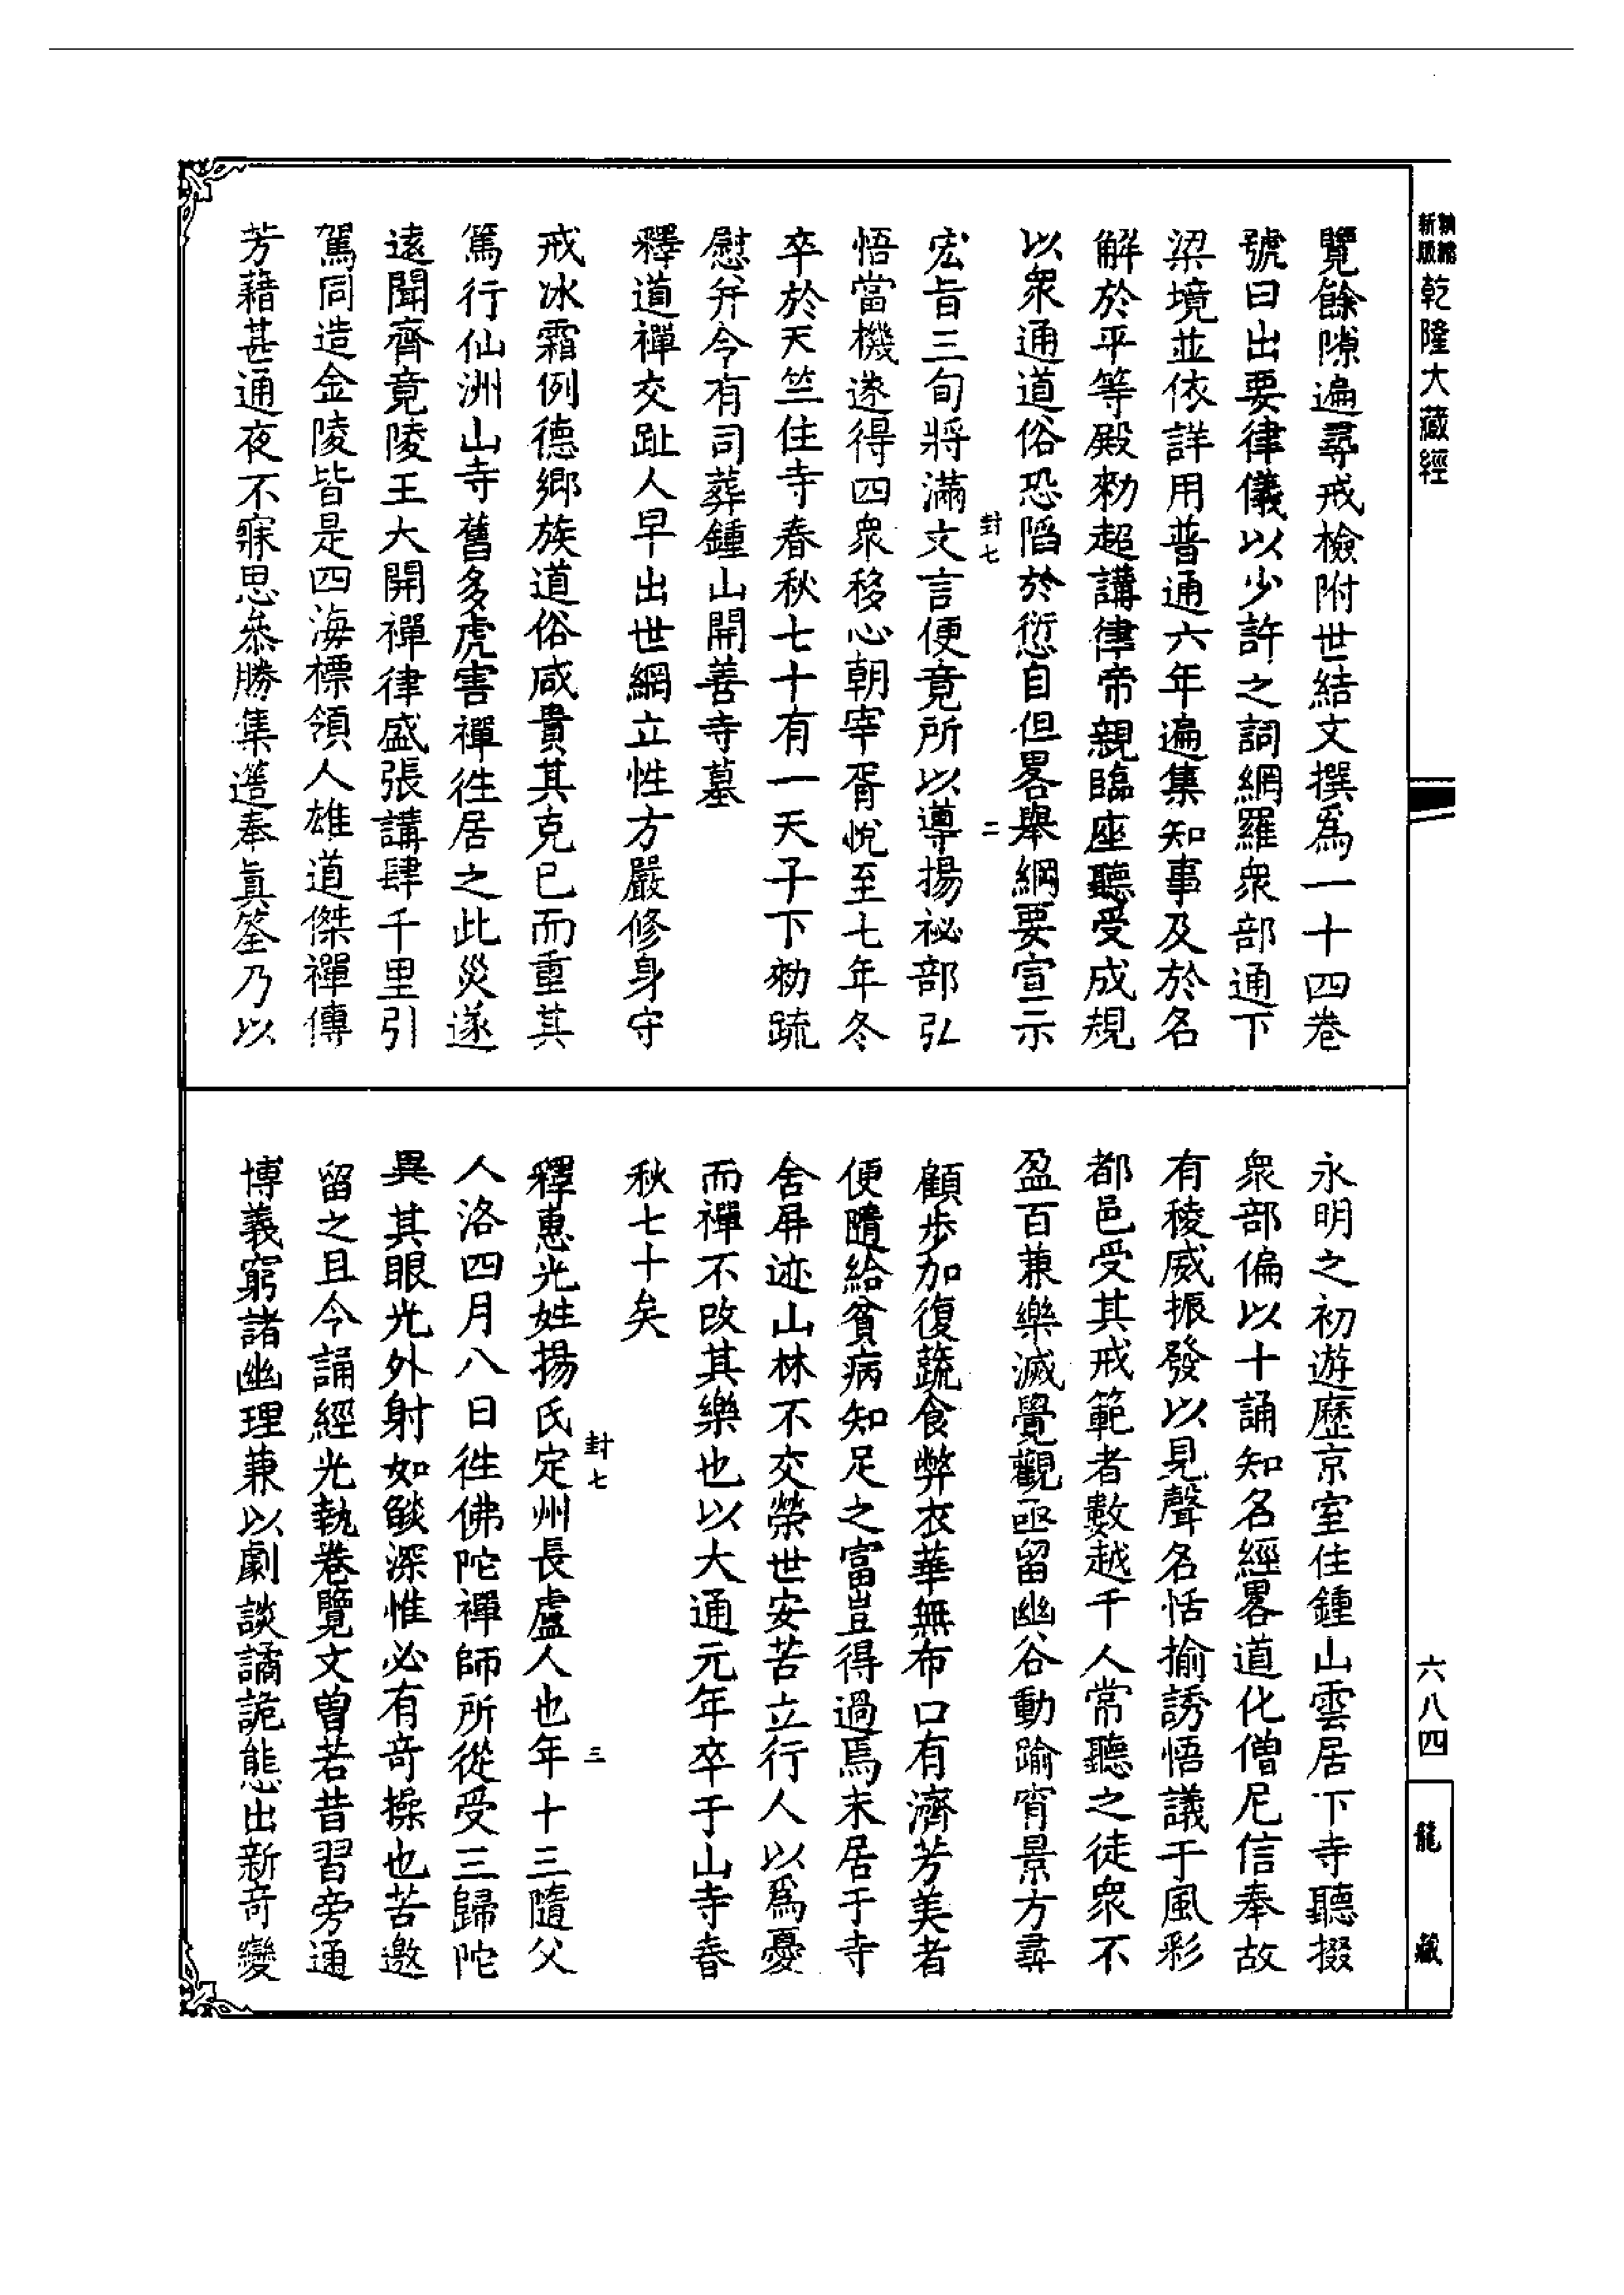 新版
精縮
乾隆大藏經
覽餘隙遍尋戒檢附世結文撰為一十四卷
號曰出要律儀以少許之詞網羅衆部通下
梁境並依詳用普通六年遍集知事及於名
解於平等殿勑超講律帝親臨座聽受成規
以衆通道俗恐陷於愆目但畧舉綱要宣示
封七
二
宏旨三旬將滿文言便竟所以導揚祕部弘
悟當機遂得四衆移心朝宰胥悅至七年冬
卒於天竺住寺春秋七十有一天子下勑疏
慰并令有司葬鍾山開善寺墓
釋道禪交趾人早出世網立性方嚴修身守
戒冰霜例德鄉族道俗咸貴其克已而重其
篤行仙洲山寺舊多虎害禪徃居之此災遂
遠聞齊竟陵王大開禪律盛張講肆千里引
駕同造金陵皆是四海標領人雄道傑禪傳
芳藉甚通夜不寐思叅勝集簉奉真筌乃以
永明之初遊歷京室住鍾山雲居下寺聽掇
衆部偏以十誦知名經畧道化僧尼信奉故
有稜威振發以見聲名恬揄誘悟議于風彩
都邑受其戒範者數越千人常聽之徒衆不
盈百兼樂滅覺觀亟留幽谷動踰宵景方尋
顧步加復蔬食弊衣華無布口有濟芳美者
便隨給貧病知足之富豈得過焉末居于寺
舍屏迹山林不交榮世安苦立行人以為憂
而禪不改其樂也以大通元年卒于山寺春
秋七十矣
封七
三
釋惠光姓揚氏定州長盧人也年十三隨父
人洛四月八日徃佛陀禪師所從受三歸陀
異其眼光外射如燄深惟必有奇操也苦邀
留之且令誦經光執卷覽文曽若昔習旁通
博義窮諸幽理兼以劇談譎詭態出新奇變
六八四
龍藏